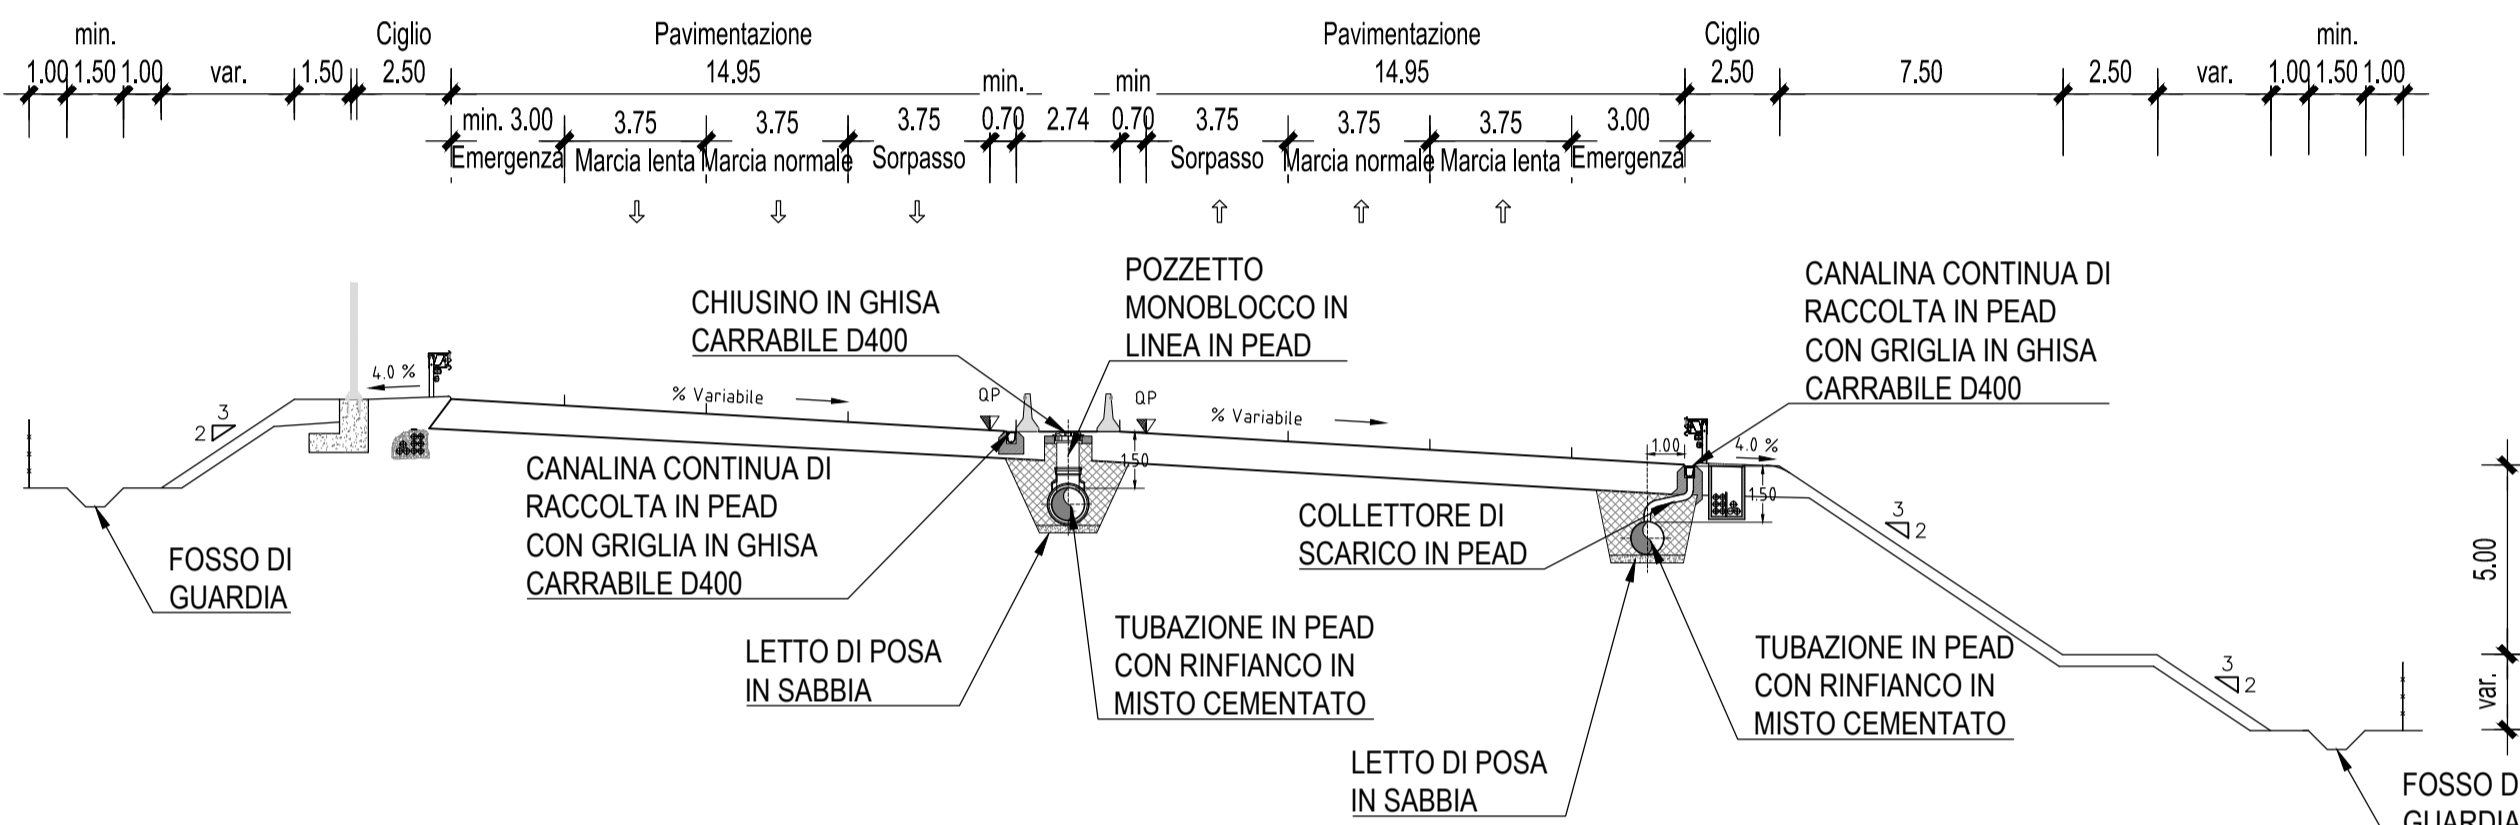 min. Ciglio Pavimentazione Pavimentazione Ciglio min.
1.00 1.50 1.00 var. 1.50 2.50 14.95 min. min 14.95 2.50 7.50 2.50 var. 1.00 1.50 1.00
min. 3.00 3.75 3.75 3.75 0.70 2.74 0.70 3.75 3.75 3.75 3.00
Emergenza Marcia lenta Marcia normale Sorpasso Sorpasso Marcia normale Marcia lenta Emergenza
CHIUSINO IN GHISA
CARRABILE D400
POZZETTO
MONOBLOCCO IN
LINEA IN PEAD
CANALINA CONTINUA DI
RACCOLTA IN PEAD
CON GRIGLIA IN GHISA
CARRABILE D400
4.0 %
% Variabile
QP
QP
% Variabile
3
2
1.50
1.00
4.0 %
1.50
3
2
CANALINA CONTINUA DI
RACCOLTA IN PEAD
CON GRIGLIA IN GHISA
CARRABILE D400
COLLETTORE DI
SCARICO IN PEAD
FOSSO DI
GUARDIA
5.00
LETTO DI POSA
IN SABBIA
TUBAZIONE IN PEAD
CON RINFIANCO IN
MISTO CEMENTATO
TUBAZIONE IN PEAD
CON RINFIANCO IN
MISTO CEMENTATO
3
2
var.
LETTO DI POSA
IN SABBIA
FOSSO D
GUARDIA